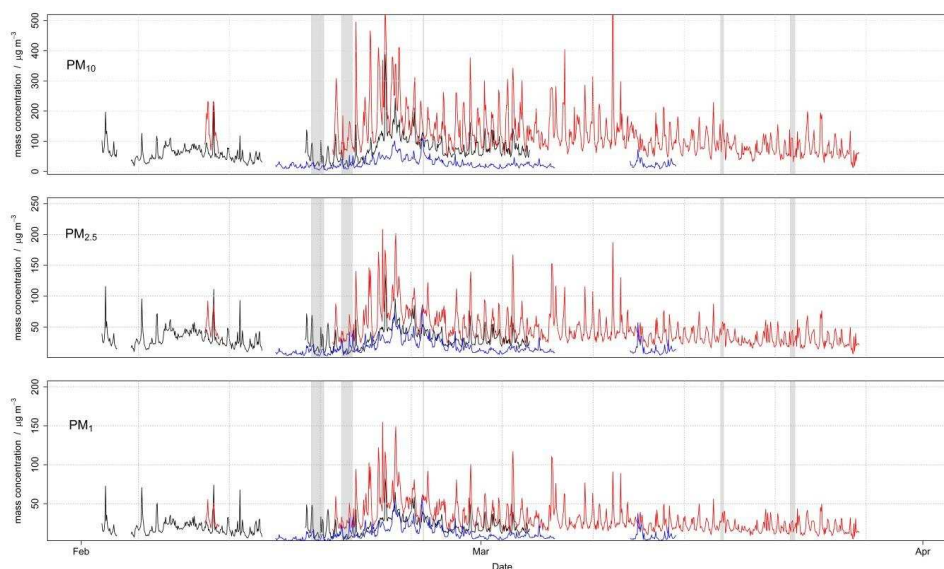 500
400
300
200
100
0
mass concentration / µg m⁻³
PM₁₀
250
200
150
100
50
mass concentration / µg m⁻³
PM₂.₅
200
150
100
50
mass concentration / µg m⁻³
PM₁
Feb Mar Apr
Date